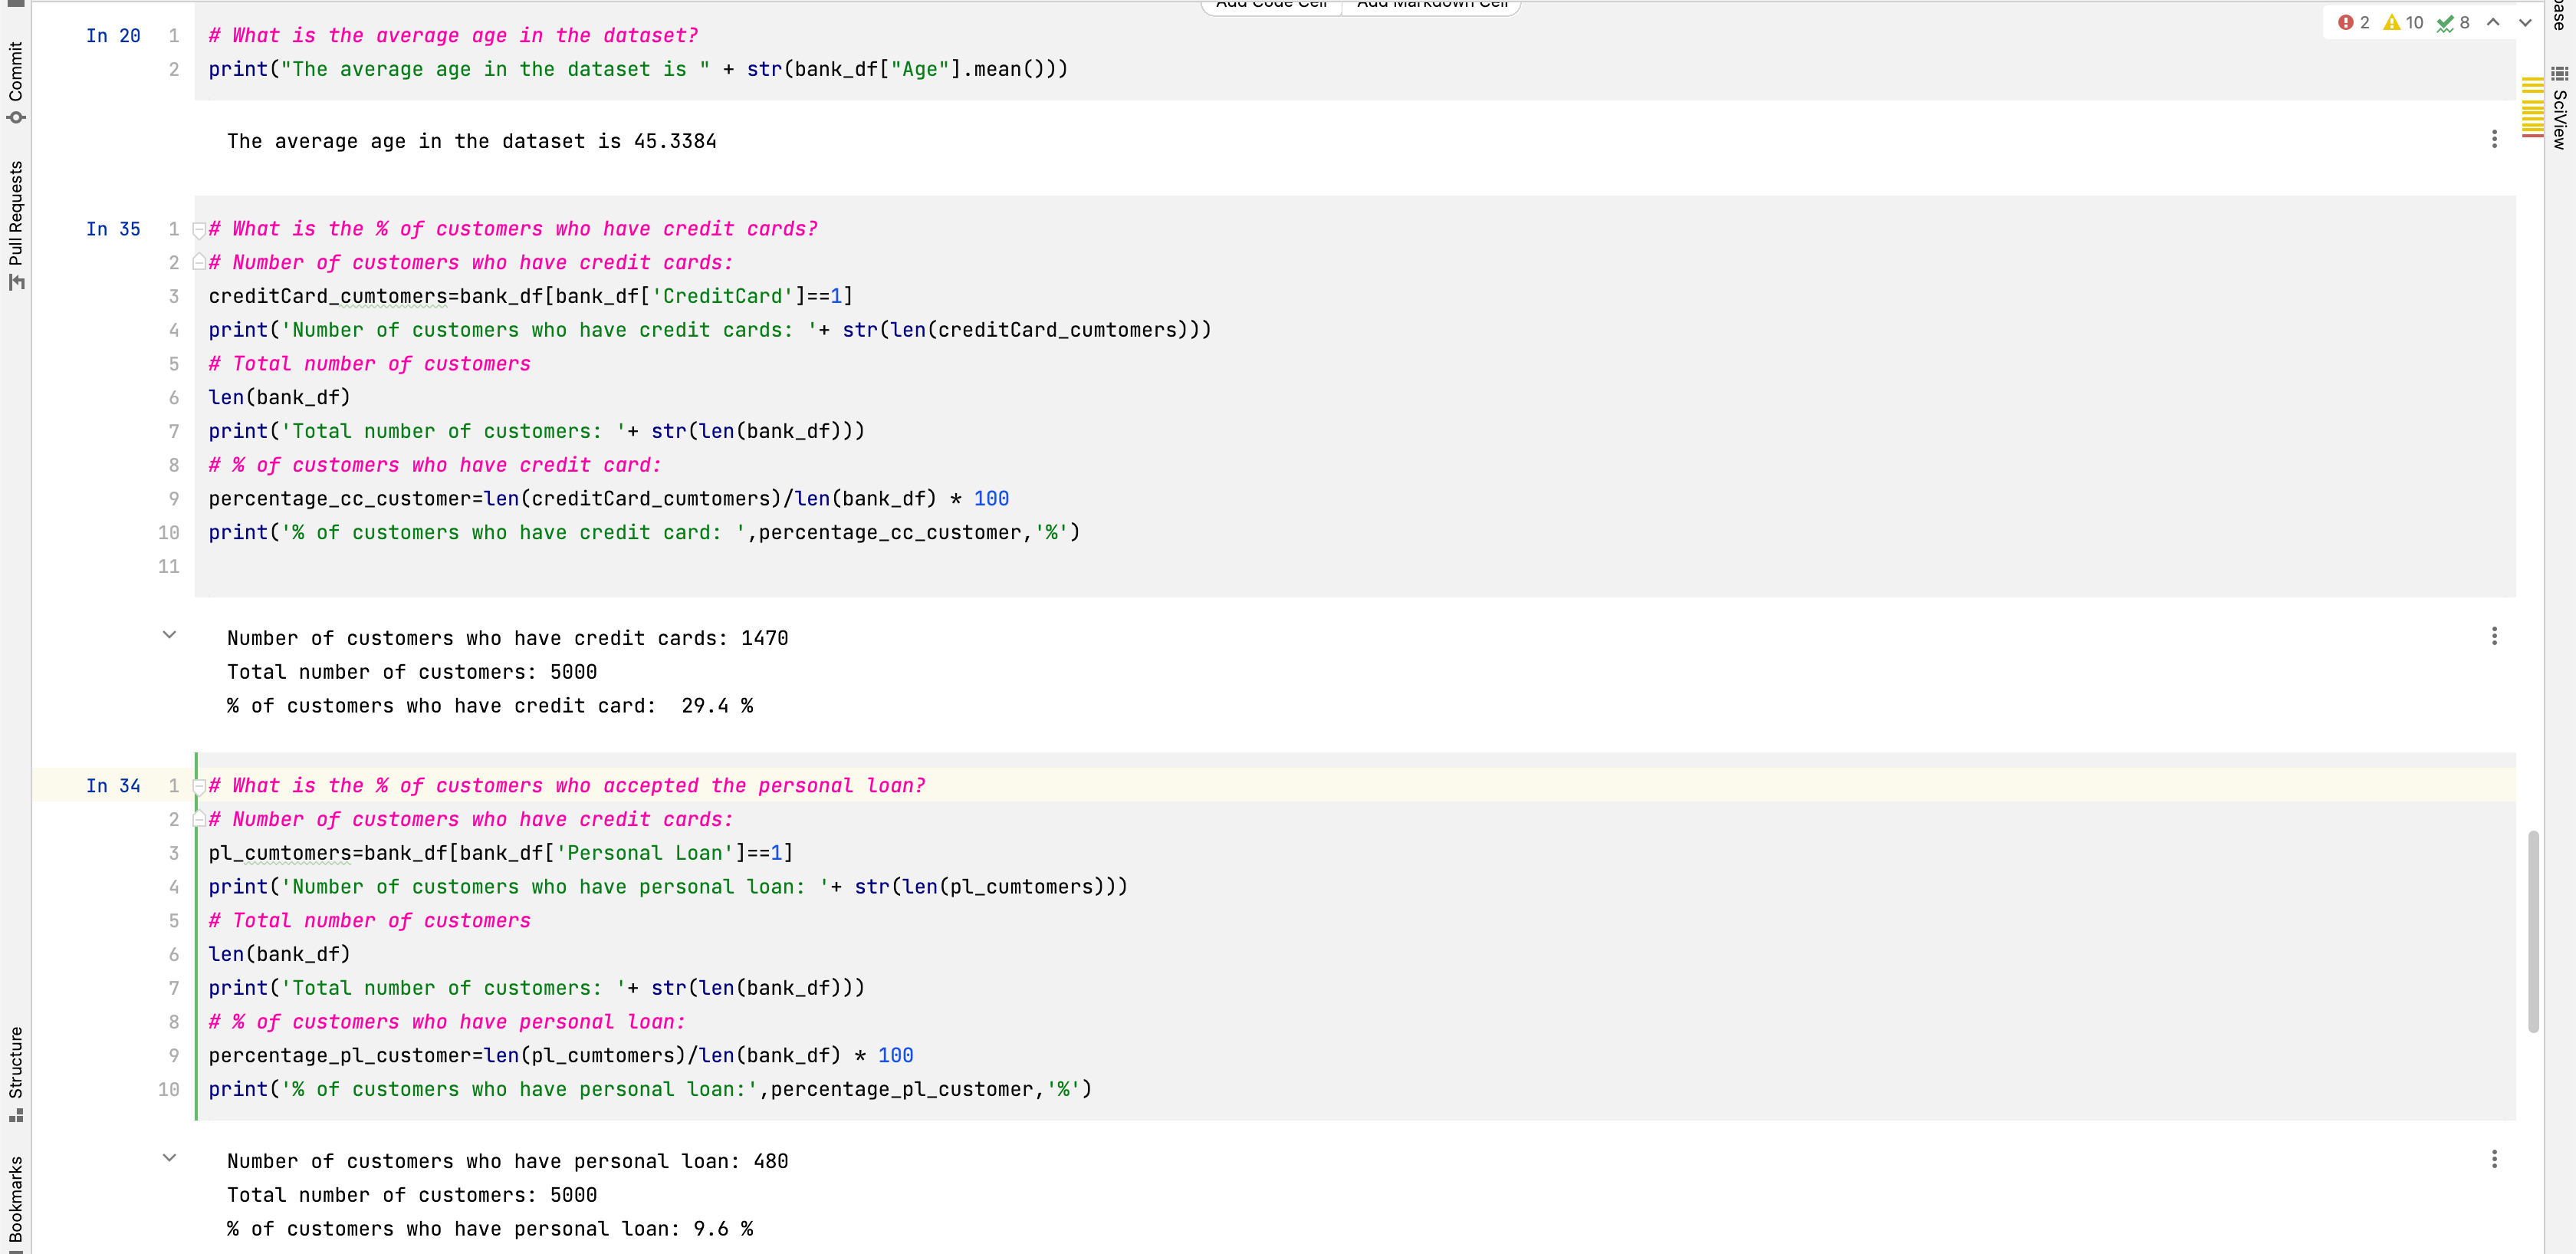 Add Code Cell Add Markdown Cell
2 10 8
In 20
1 # What is the average age in the dataset?
2 print("The average age in the dataset is " + str(bank_df["Age"].mean()))
The average age in the dataset is 45.3384
In 35
1 # What is the % of customers who have credit cards?
2 # Number of customers who have credit cards:
3 creditCard_cumtomers=bank_df[bank_df['CreditCard']==1]
4 print('Number of customers who have credit cards: '+ str(len(creditCard_cumtomers)))
5 # Total number of customers
6 len(bank_df)
7 print('Total number of customers: '+ str(len(bank_df)))
8 # % of customers who have credit card:
9 percentage_cc_customer=len(creditCard_cumtomers)/len(bank_df) * 100
10 print('% of customers who have credit card: ',percentage_cc_customer,'%')
11
Number of customers who have credit cards: 1470
Total number of customers: 5000
% of customers who have credit card:  29.4 %
In 34
1 # What is the % of customers who accepted the personal loan?
2 # Number of customers who have credit cards:
3 pl_cumtomers=bank_df[bank_df['Personal Loan']==1]
4 print('Number of customers who have personal loan: '+ str(len(pl_cumtomers)))
5 # Total number of customers
6 len(bank_df)
7 print('Total number of customers: '+ str(len(bank_df)))
8 # % of customers who have personal loan:
9 percentage_pl_customer=len(pl_cumtomers)/len(bank_df) * 100
10 print('% of customers who have personal loan:',percentage_pl_customer,'%')
Number of customers who have personal loan: 480
Total number of customers: 5000
% of customers who have personal loan: 9.6 %
Commit
Pull Requests
Structure
Bookmarks
SciView